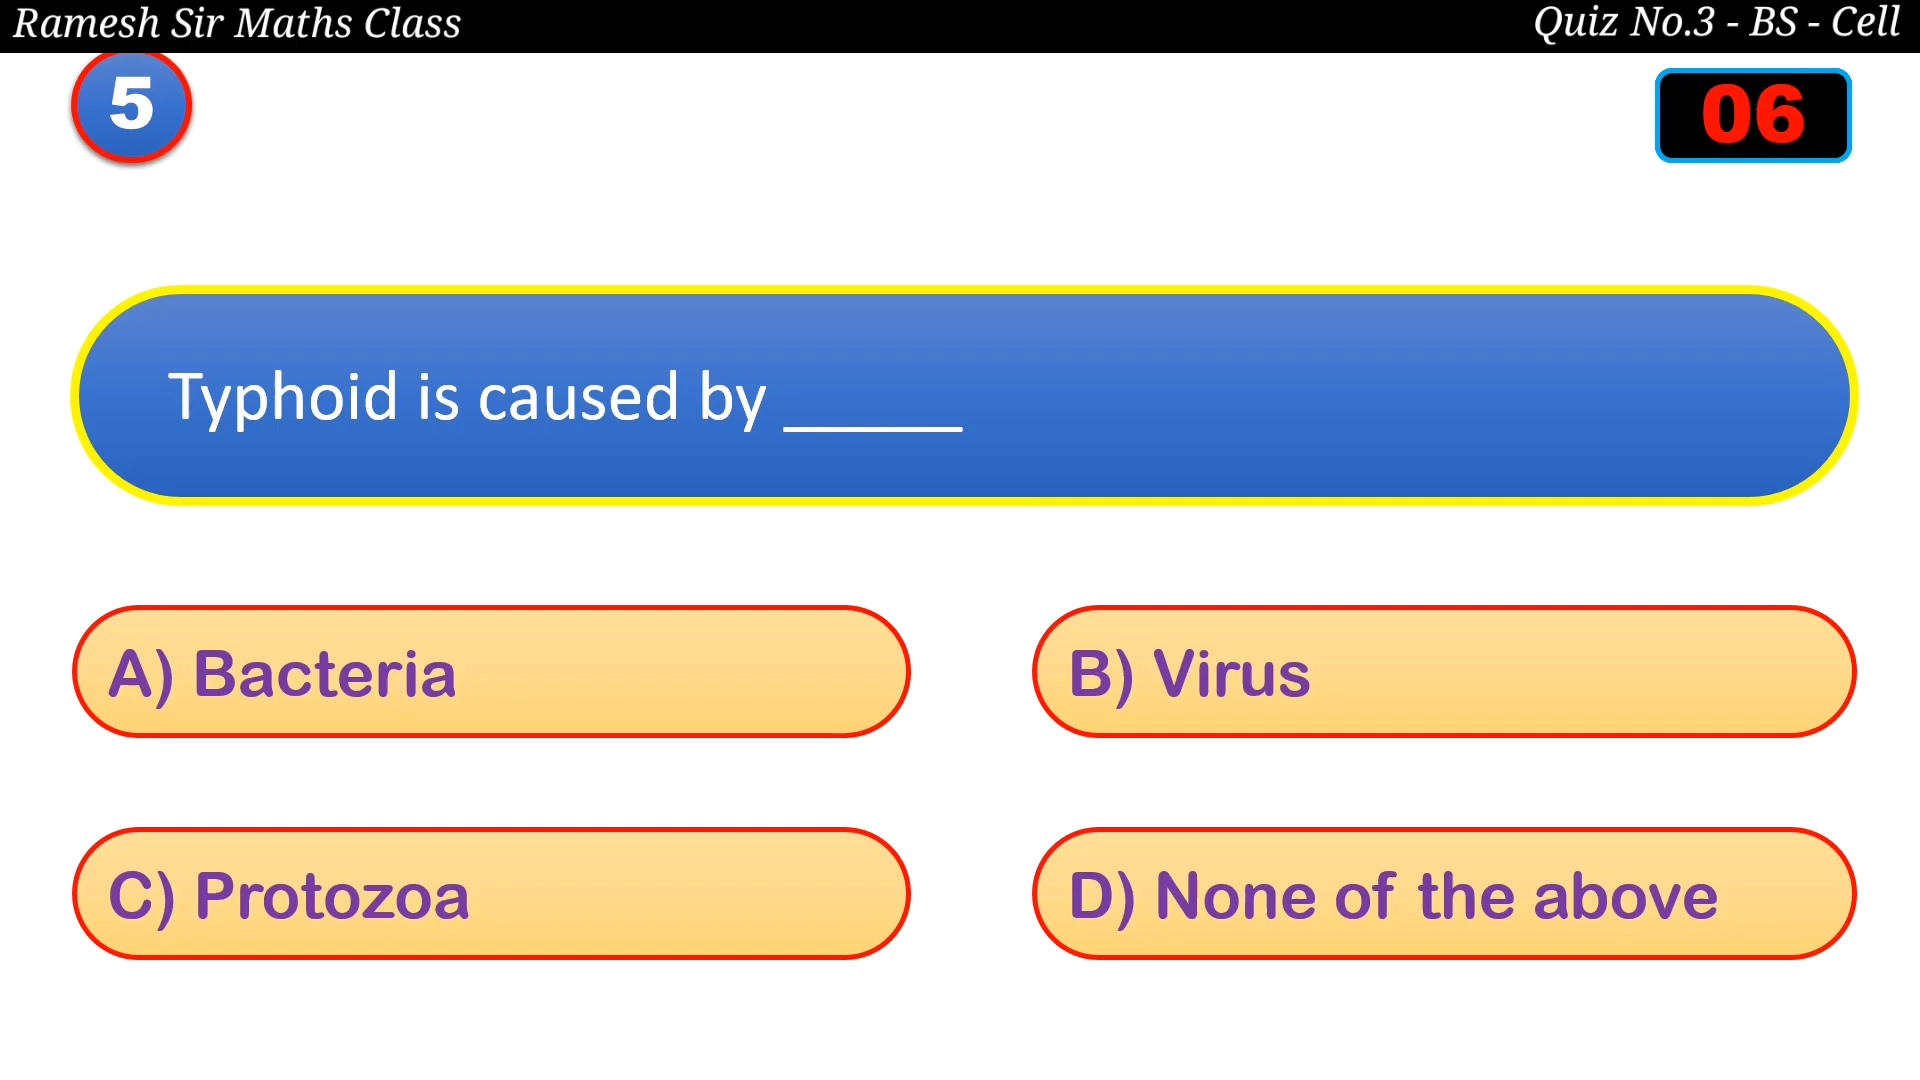 Ramesh Sir Maths Class
Quiz No.3 - BS - Cell
5
06
Typhoid is caused by ______
A) Bacteria
B) Virus
C) Protozoa
D) None of the above